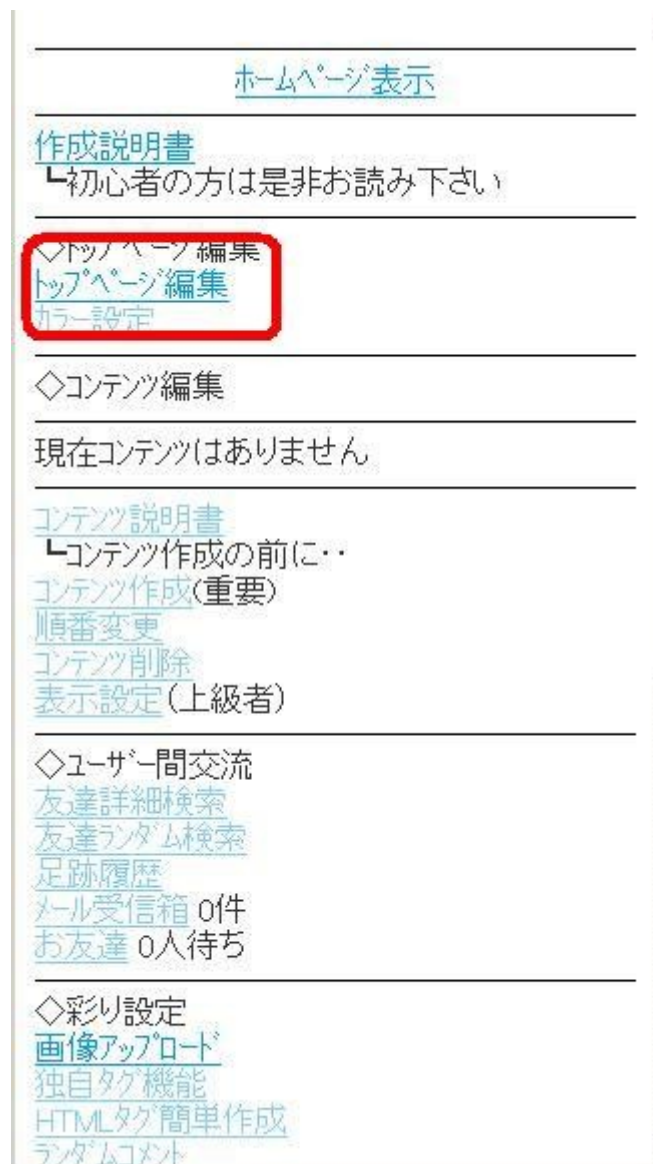 ﾎｰﾑﾍﾟｰｼﾞ表示
作成説明書
┗初心者の方は是非お読み下さい
◇ﾄｯﾌﾟﾍﾟｰｼﾞ編集
ﾄｯﾌﾟﾍﾟｰｼﾞ編集
ｶﾗｰ設定
◇ｺﾝﾃﾝﾂ編集
現在ｺﾝﾃﾝﾂはありません
ｺﾝﾃﾝﾂ説明書
┗ｺﾝﾃﾝﾂ作成の前に・・
ｺﾝﾃﾝﾂ作成(重要)
順番変更
ｺﾝﾃﾝﾂ削除
表示設定(上級者)
◇ﾕｰｻﾞｰ間交流
友達詳細検索
友達ﾗﾝﾀﾞﾑ検索
足跡履歴
ﾒｰﾙ受信箱 0件
お友達 0人待ち
◇彩り設定
画像ｱｯﾌﾟﾛｰﾄﾞ
独自ﾀｸﾞ機能
HTMLﾀｸﾞ簡単作成
ﾗﾝﾀﾞﾑｺﾒﾝﾄ